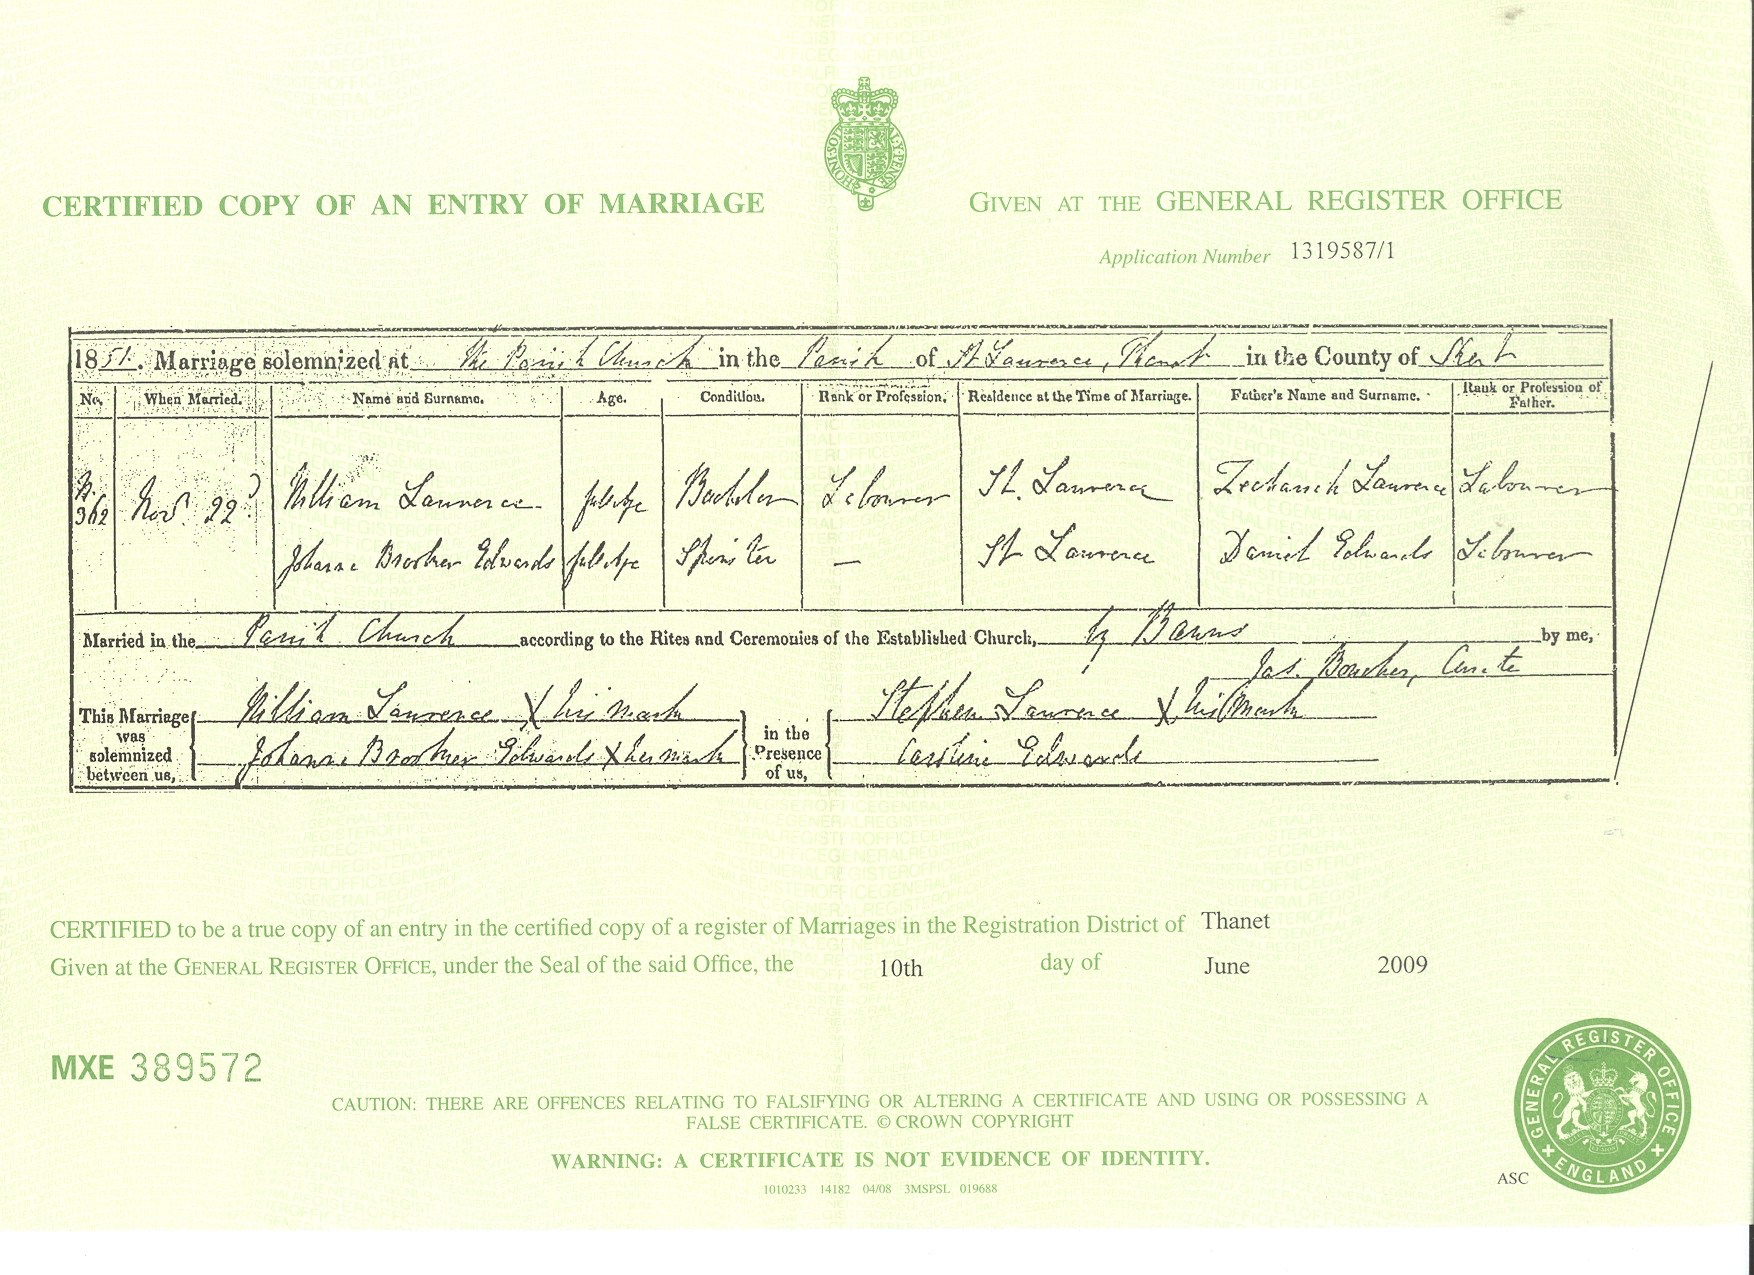 CERTIFIED COPY OF AN ENTRY OF MARRIAGE
GIVEN AT THE GENERAL REGISTER OFFICE
Application Number 1319587/1
1851. Marriage solemnized at the Parish Church in the Parish of St Laurence, Thanet in the County of Kent
No. When Married. Name and Surname. Age. Condition. Rank or Profession. Residence at the Time of Marriage. Father's Name and Surname. Rank or Profession of Father.
362 Nov. 22d William Laurence full age Bachelor Labourer St. Laurence Zechariah Laurence Labourer
Johanna Brooker Edwards full age Spinster — St Laurence Daniel Edwards Labourer
Married in the Parish Church according to the Rites and Ceremonies of the Established Church, by Banns by me,
Jas. Boucher, Curate
This Marriage was solemnized between us,
William Laurence X his mark
Johanna Brooker Edwards X her mark
in the Presence of us,
Stephen Laurence X his mark
Caroline Edwards
CERTIFIED to be a true copy of an entry in the certified copy of a register of Marriages in the Registration District of Thanet
Given at the GENERAL REGISTER OFFICE, under the Seal of the said Office, the 10th day of June 2009
MXE 389572
CAUTION: THERE ARE OFFENCES RELATING TO FALSIFYING OR ALTERING A CERTIFICATE AND USING OR POSSESSING A
FALSE CERTIFICATE. © CROWN COPYRIGHT
WARNING: A CERTIFICATE IS NOT EVIDENCE OF IDENTITY.
1010233 14182 04/08 3MSPSL 019688
ASC
GENERAL REGISTER OFFICE
ENGLAND